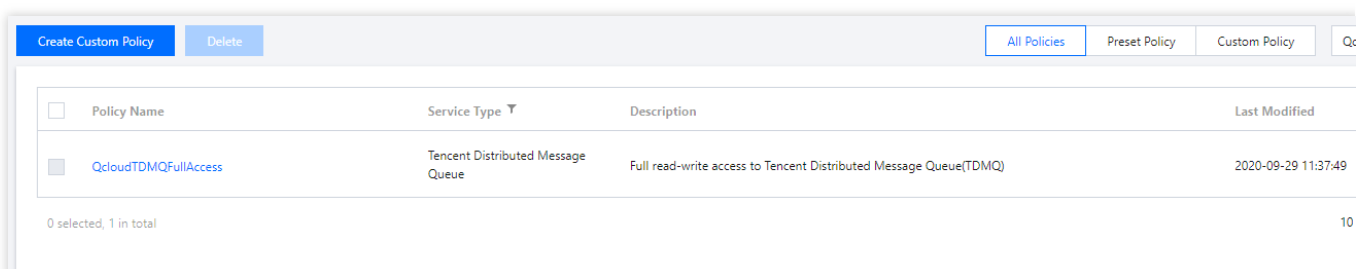 Create Custom Policy Delete All Policies Preset Policy Custom Policy
Policy Name Service Type Description Last Modified
QcloudTDMQFullAccess Tencent Distributed Message Queue Full read-write access to Tencent Distributed Message Queue(TDMQ) 2020-09-29 11:37:49
0 selected, 1 in total 10